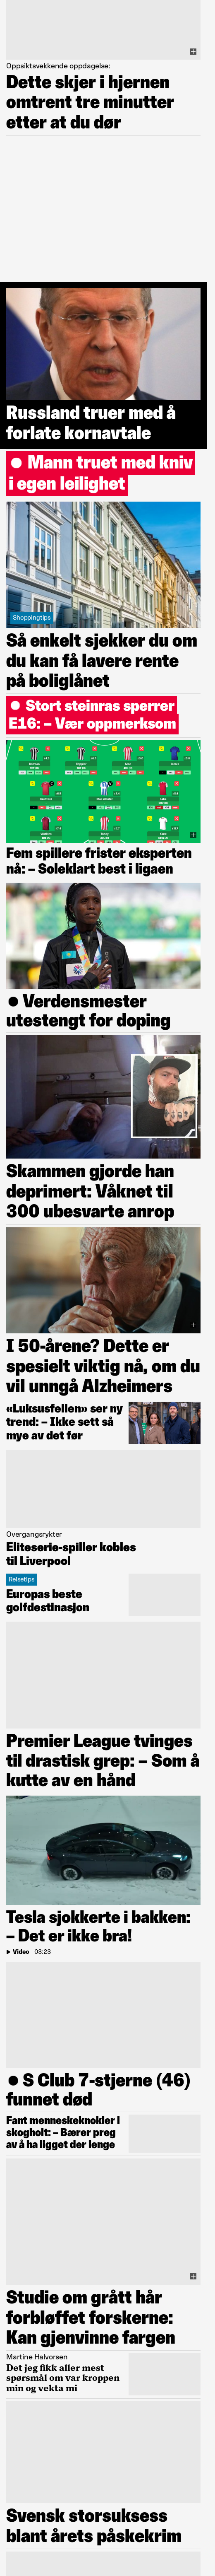 Oppsiktsvekkende oppdagelse:
Dette skjer i hjernen
omtrent tre minutter
etter at du dør
Russland truer med å
forlate kornavtale
Mann truet med kniv
i egen leilighet
Shoppingtips
Så enkelt sjekker du om
du kan få lavere rente
på boliglånet
Stort steinras sperrer
E16: – Vær oppmerksom
Fem spillere frister eksperten
nå: – Soleklart best i ligaen
Verdensmester
utestengt for doping
Skammen gjorde han
deprimert: Våknet til
300 ubesvarte anrop
I 50-årene? Dette er
spesielt viktig nå, om du
vil unngå Alzheimers
«Luksusfellen» ser ny
trend: – Ikke sett så
mye av det før
Overgangsrykter
Eliteserie-spiller kobles
til Liverpool
Reisetips
Europas beste
golfdestinasjon
Premier League tvinges
til drastisk grep: – Som å
kutte av en hånd
Tesla sjokkerte i bakken:
– Det er ikke bra!
Video | 03:23
S Club 7-stjerne (46)
funnet død
Fant menneskeknokler i
skogholt: – Bærer preg
av å ha ligget der lenge
Studie om grått hår
forbløffet forskerne:
Kan gjenvinne fargen
Martine Halvorsen
Det jeg fikk aller mest
spørsmål om var kroppen
min og vekta mi
Svensk storsuksess
blant årets påskekrim